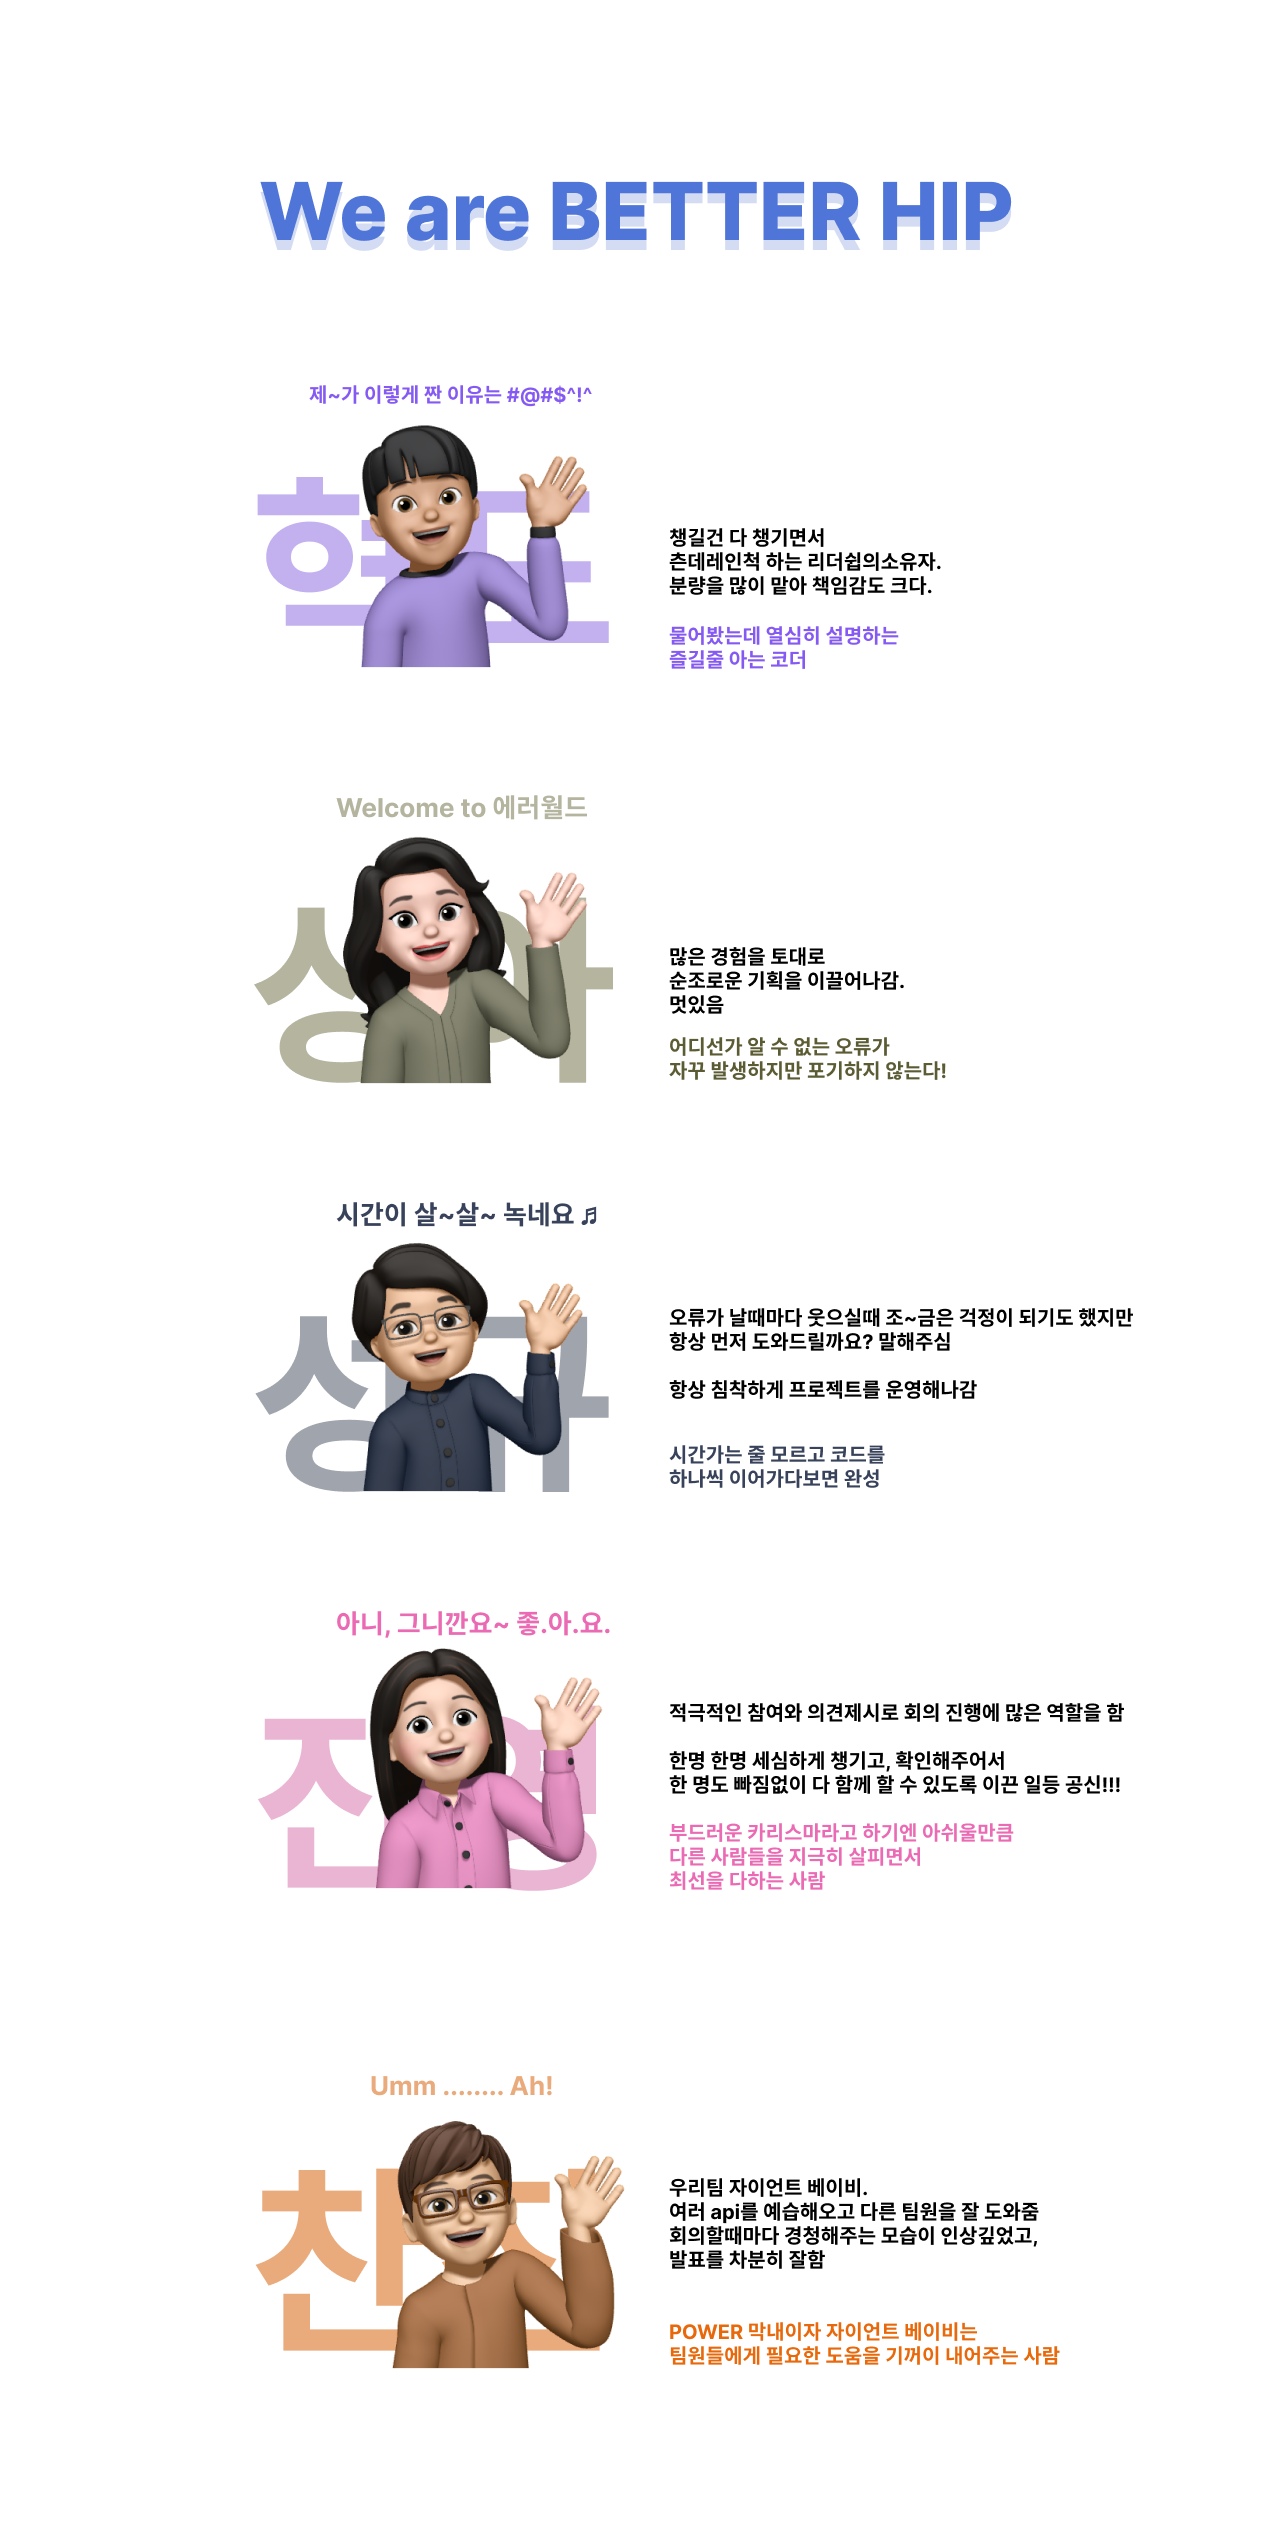 We are BETTER HIP
제~가 이렇게 짠 이유는 #@#$^!^
챙길건 다 챙기면서
츤데레인척 하는 리더쉽의소유자.
분량을 많이 맡아 책임감도 크다.
물어봤는데 열심히 설명하는
즐길줄 아는 코더
Welcome to 에러월드
많은 경험을 토대로
순조로운 기획을 이끌어나감.
멋있음
어디선가 알 수 없는 오류가
자꾸 발생하지만 포기하지 않는다!
시간이 살~살~ 녹네요 ♬
오류가 날때마다 웃으실때 조~금은 걱정이 되기도 했지만
항상 먼저 도와드릴까요? 말해주심
항상 침착하게 프로젝트를 운영해나감
시간가는 줄 모르고 코드를
하나씩 이어가다보면 완성
아니, 그니깐요~ 좋.아.요.
진영
적극적인 참여와 의견제시로 회의 진행에 많은 역할을 함
한명 한명 세심하게 챙기고, 확인해주어서
한 명도 빠짐없이 다 함께 할 수 있도록 이끈 일등 공신!!!
부드러운 카리스마라고 하기엔 아쉬울만큼
다른 사람들을 지극히 살피면서
최선을 다하는 사람
Umm ........ Ah!
우리팀 자이언트 베이비.
여러 api를 예습해오고 다른 팀원을 잘 도와줌
회의할때마다 경청해주는 모습이 인상깊었고,
발표를 차분히 잘함
POWER 막내이자 자이언트 베이비는
팀원들에게 필요한 도움을 기꺼이 내어주는 사람